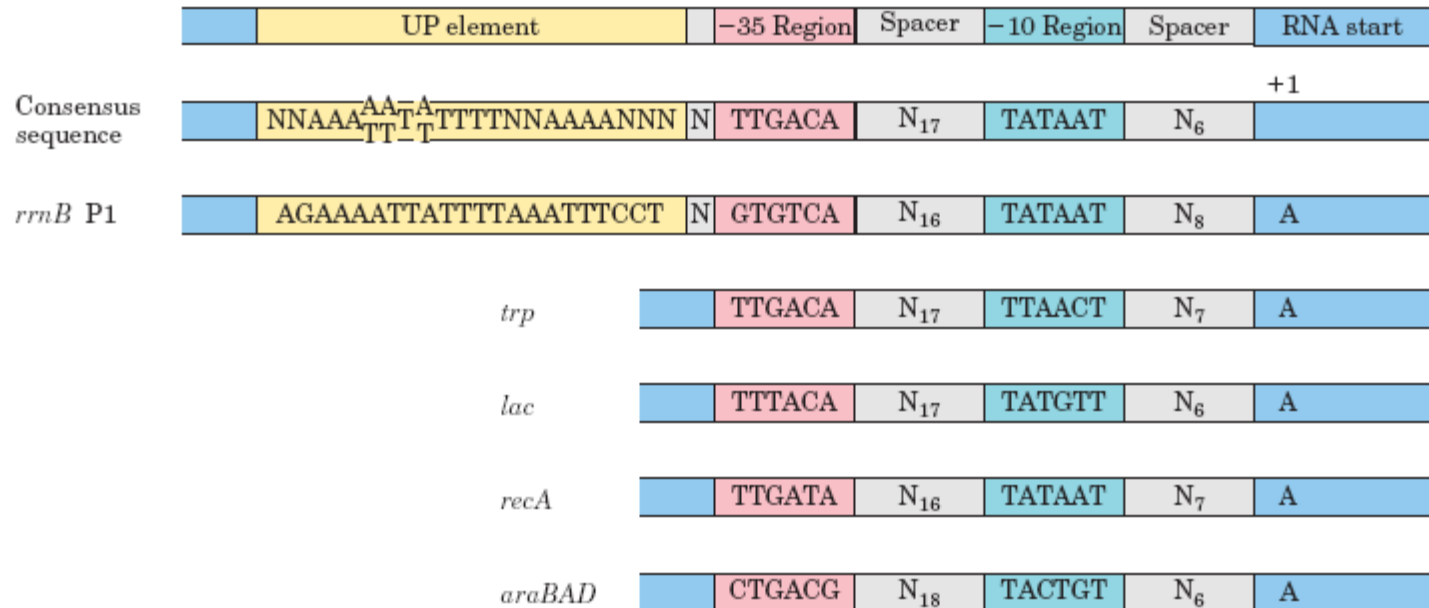 UP element −35 Region Spacer −10 Region Spacer RNA start
+1
Consensus sequence NNAAA AA/TT T A/T TTTTNNAAAANNN N TTGACA N17 TATAAT N6
rrnB P1 AGAAAATTATTTTAAATTTCCT N GTGTCA N16 TATAAT N8 A
trp TTGACA N17 TTAACT N7 A
lac TTTACA N17 TATGTT N6 A
recA TTGATA N16 TATAAT N7 A
araBAD CTGACG N18 TACTGT N6 A